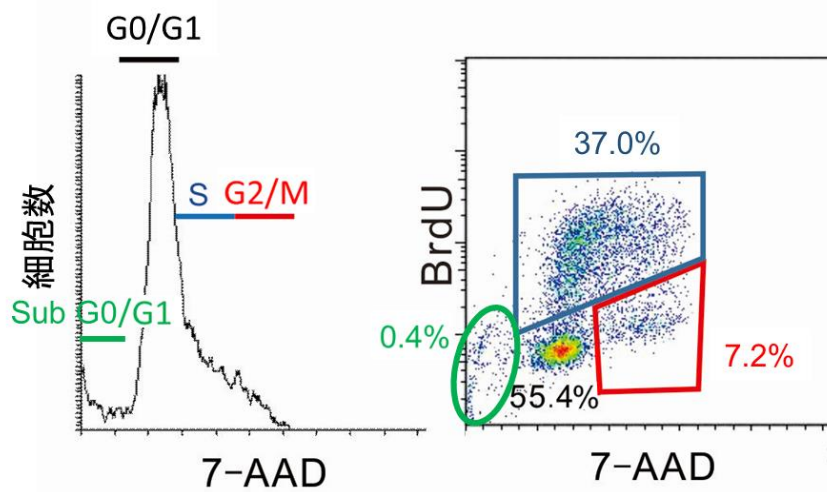 G0/G1
S G2/M
細胞数
Sub G0/G1
7-AAD
37.0%
BrdU
0.4%
7.2%
55.4%
7-AAD